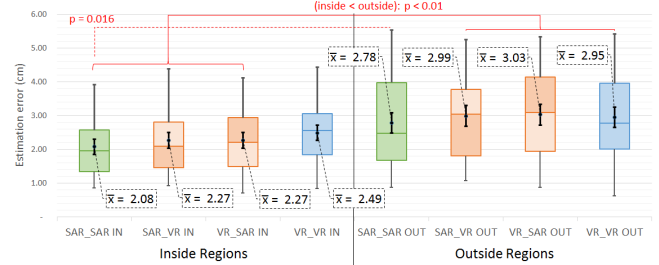 (inside < outside): p < 0.01
p = 0.016
6.00
5.00
4.00
3.00
2.00
1.00
-
Estimation error (cm)
x̅ = 2.08
x̅ = 2.27
x̅ = 2.27
x̅ = 2.49
x̅ = 2.78
x̅ = 2.99
x̅ = 3.03
x̅ = 2.95
SAR_SAR IN
SAR_VR IN
VR_SAR IN
VR_VR IN
SAR_SAR OUT
SAR_VR OUT
VR_SAR OUT
VR_VR OUT
Inside Regions
Outside Regions